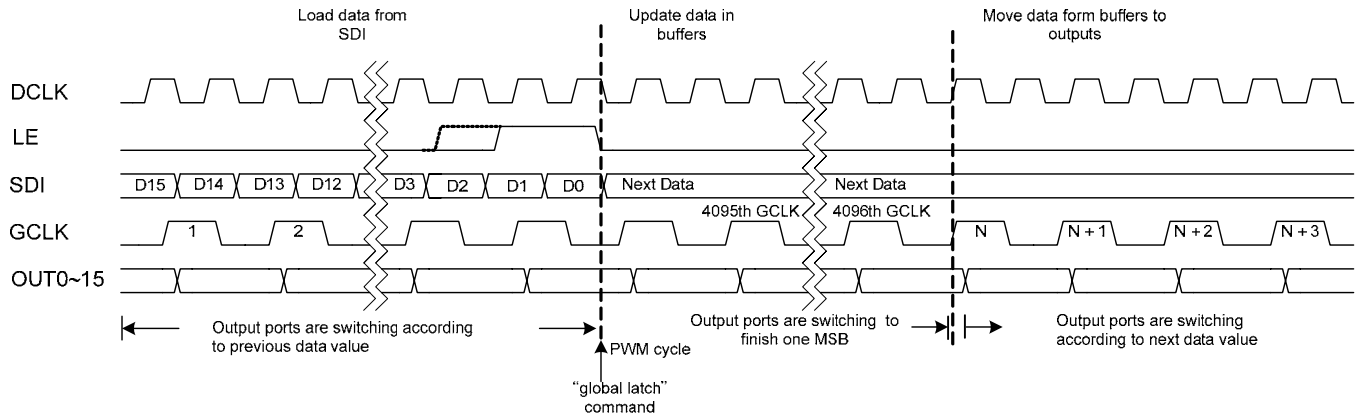 Load data from
SDI
Update data in
buffers
Move data form buffers to
outputs
DCLK
LE
SDI
D15
D14
D13
D12
D3
D2
D1
D0
Next Data
Next Data
4095th GCLK
4096th GCLK
GCLK
1
2
N
N + 1
N + 2
N + 3
OUT0~15
Output ports are switching according
to previous data value
Output ports are switching to
finish one MSB
Output ports are switching
according to next data value
PWM cycle
“global latch”
command